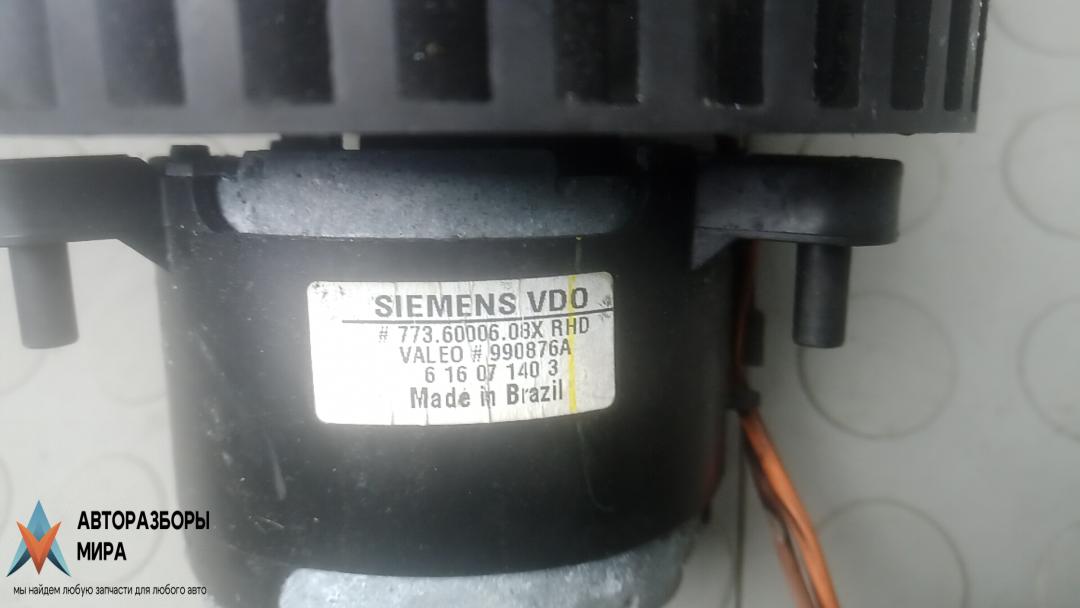 SIEMENS VDO
# 773.60006.08X RHD
VALEO # 990876A
6 16 07 140 3
Made in Brazil
АВТОРАЗБОРЫ
МИРА
мы найдем любую запчасти для любого авто